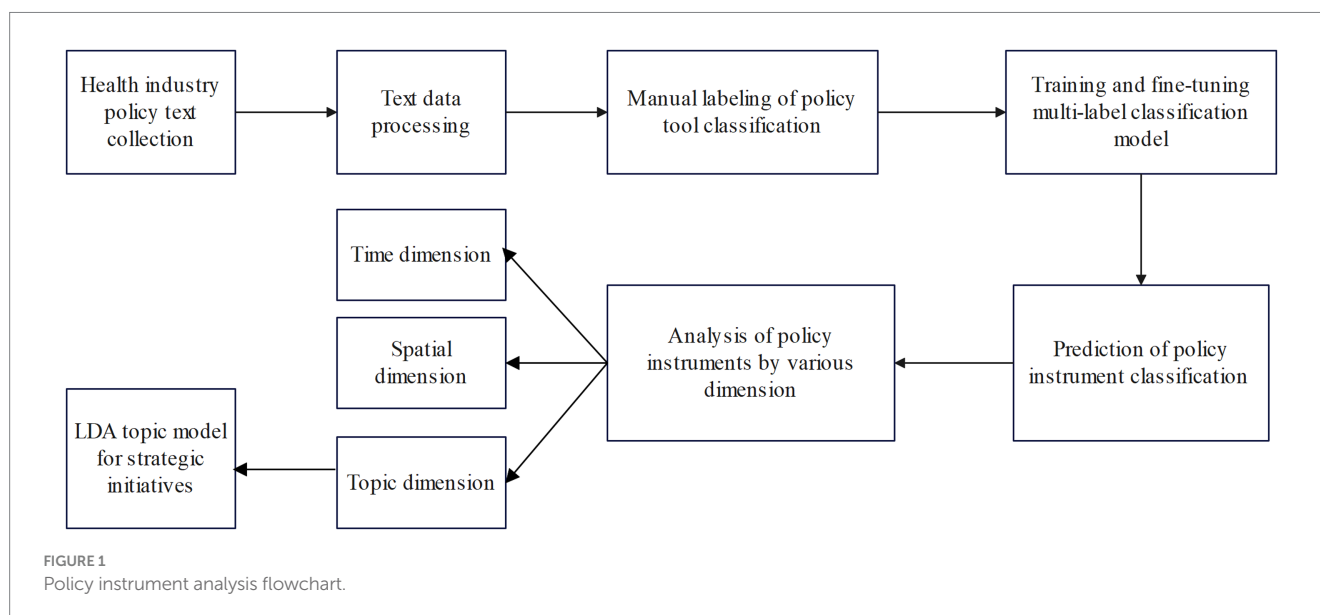 Health industry
policy text
collection
Text data
processing
Manual labeling of policy
tool classification
Training and fine-tuning
multi-label classification
model
Time dimension
Spatial
dimension
Topic dimension
LDA topic model
for strategic
initiatives
Analysis of policy
instruments by various
dimension
Prediction of policy
instrument classification
FIGURE 1
Policy instrument analysis flowchart.